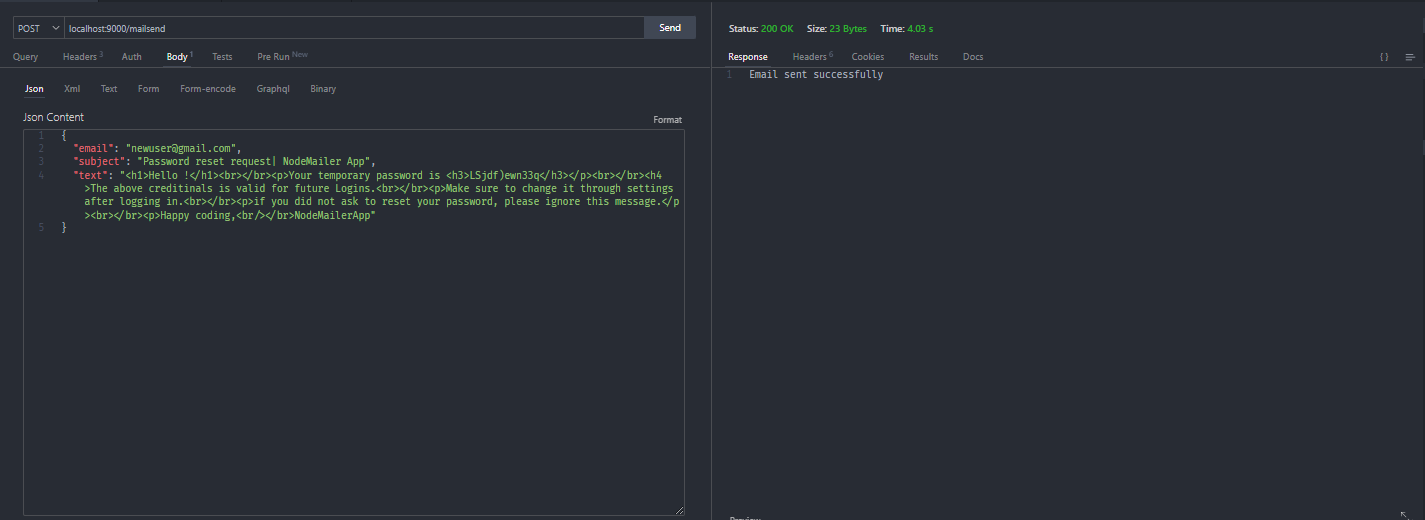 POST
localhost:9000/mailsend
Send
Query Headers 3 Auth Body 1 Tests Pre Run New
Json Xml Text Form Form-encode Graphql Binary
Json Content
Format
1 {
2 "email": "newuser@gmail.com",
3 "subject": "Password reset request| NodeMailer App",
4 "text": "<h1>Hello !</h1><br></br><p>Your temporary password is <h3>LSjdf)ewn33q</h3></p><br></br><h4
>The above creditinals is valid for future Logins.<br></br><p>Make sure to change it through settings
after logging in.<br></br><p>if you did not ask to reset your password, please ignore this message.</p
><br></br><p>Happy coding,<br/></br>NodeMailerApp"
5 }
Status: 200 OK Size: 23 Bytes Time: 4.03 s
Response Headers 6 Cookies Results Docs { }
1 Email sent successfully
Preview